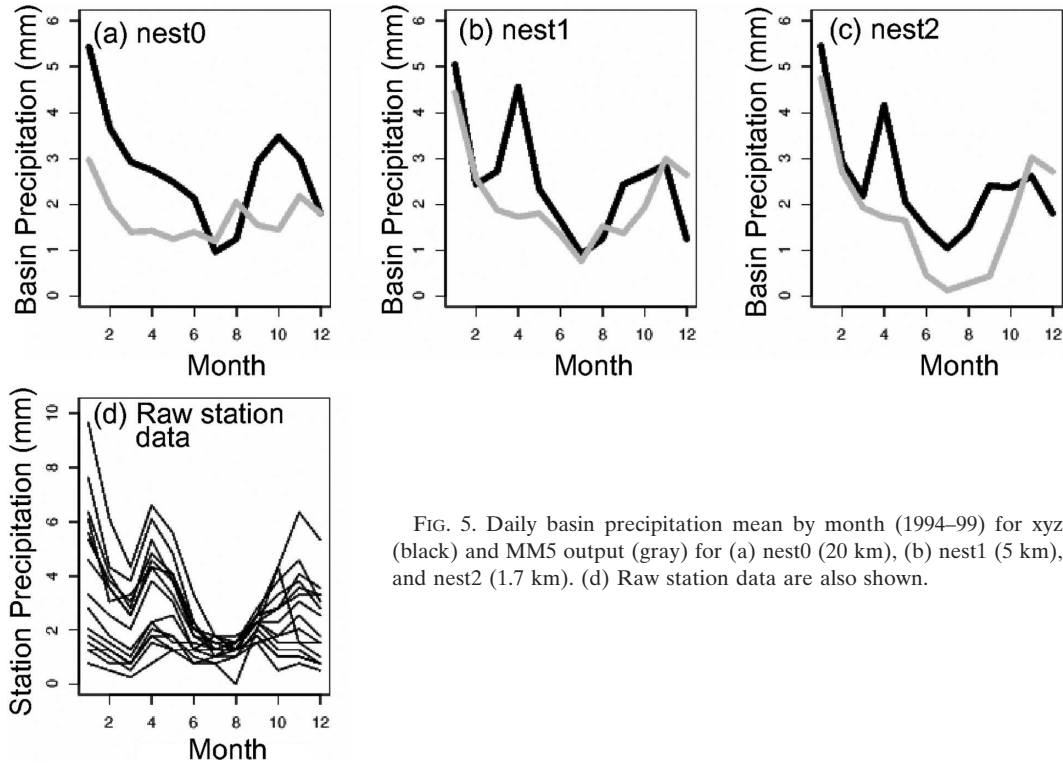 (a) nest0
Basin Precipitation (mm)
0 1 2 3 4 5 6
2 4 6 8 10 12
Month
(b) nest1
Basin Precipitation (mm)
0 1 2 3 4 5 6
2 4 6 8 10 12
Month
(c) nest2
Basin Precipitation (mm)
0 1 2 3 4 5 6
2 4 6 8 10 12
Month
(d) Raw station
data
Station Precipitation (mm)
0 2 4 6 8 10
2 4 6 8 10 12
Month
FIG. 5. Daily basin precipitation mean by month (1994–99) for xyz
(black) and MM5 output (gray) for (a) nest0 (20 km), (b) nest1 (5 km),
and nest2 (1.7 km). (d) Raw station data are also shown.